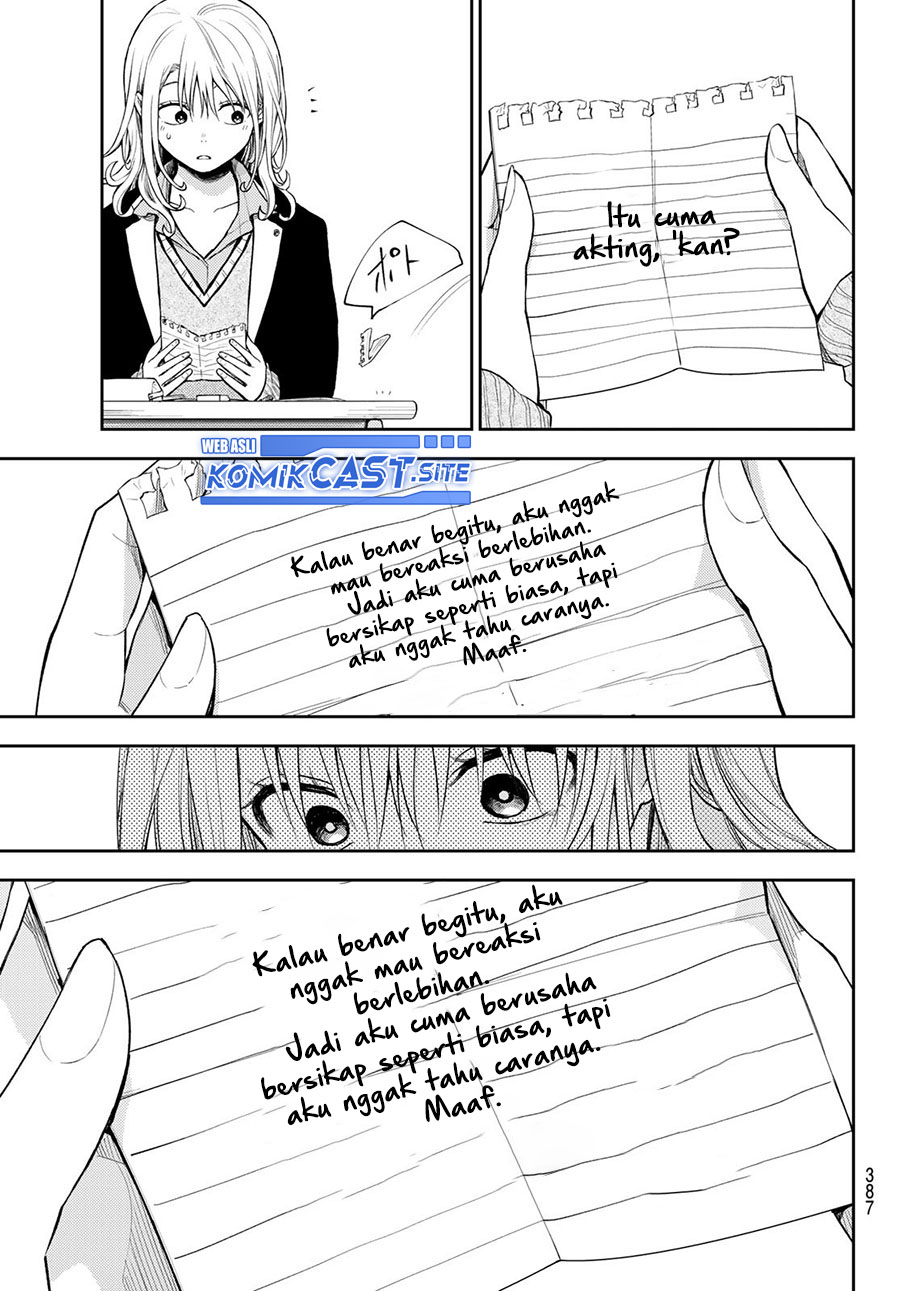 Itu cuma
akting, 'kan?
ポト
WEB ASLI
KOMIKCAST.SITE
Kalau benar begitu, aku nggak
mau bereaksi berlebihan.
Jadi aku cuma berusaha
bersikap seperti biasa, tapi
aku nggak tahu caranya.
Maaf.
Kalau benar begitu, aku
nggak mau bereaksi
berlebihan.
Jadi aku cuma berusaha
bersikap seperti biasa, tapi
aku nggak tahu caranya.
Maaf.
387